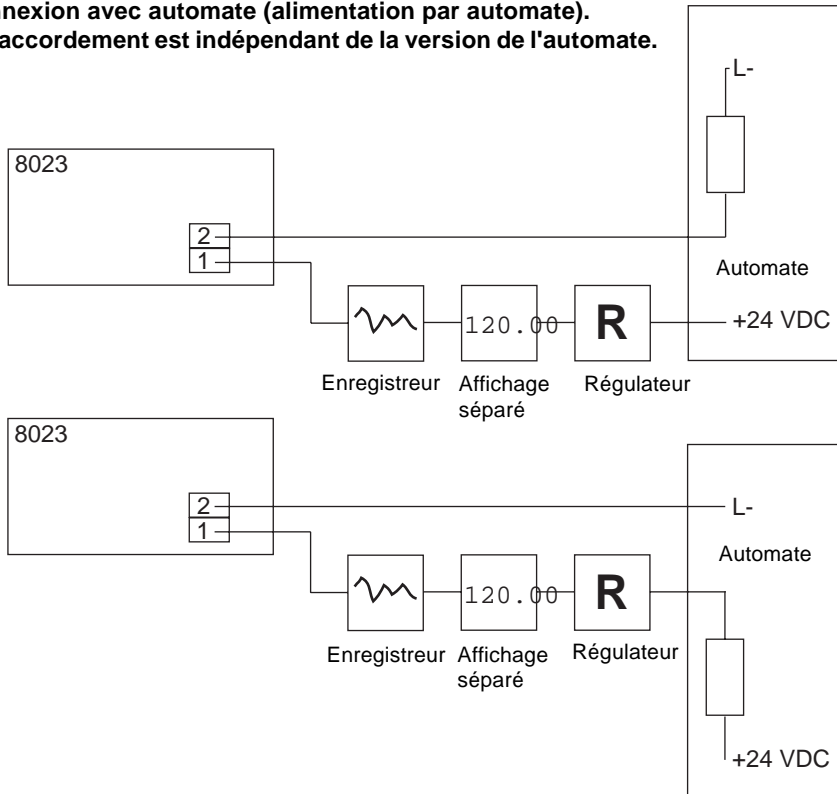 nnexion avec automate (alimentation par automate).
accordement est indépendant de la version de l'automate.
L-
8023
2
1
Automate
120.00
R
+24 VDC
Enregistreur
Affichage
séparé
Régulateur
8023
2
1
L-
Automate
120.00
R
Enregistreur
Affichage
séparé
Régulateur
+24 VDC